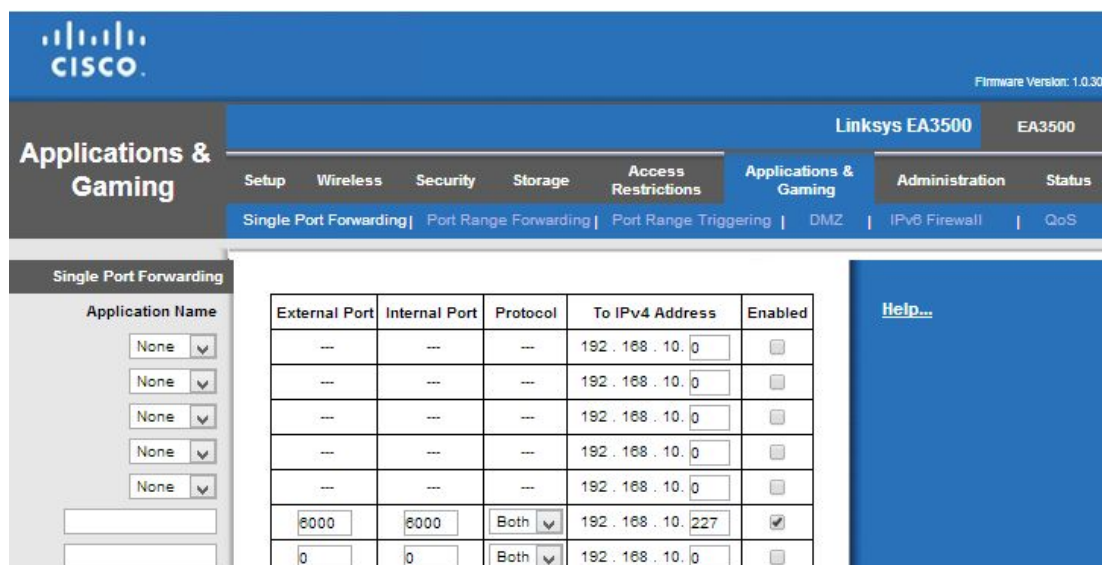 CISCO.
Firmware Version: 1.0.30
Linksys EA3500 EA3500
Applications & Gaming
Setup Wireless Security Storage Access Restrictions Applications & Gaming Administration Status
Single Port Forwarding | Port Range Forwarding | Port Range Triggering | DMZ | IPv6 Firewall | QoS
Single Port Forwarding
Application Name External Port Internal Port Protocol To IPv4 Address Enabled Help...
None --- --- --- 192 . 168 . 10. 0
None --- --- --- 192 . 168 . 10. 0
None --- --- --- 192 . 168 . 10. 0
None --- --- --- 192 . 168 . 10. 0
None --- --- --- 192 . 168 . 10. 0
6000 6000 Both 192 . 168 . 10. 227
0 0 Both 192 . 168 . 10. 0